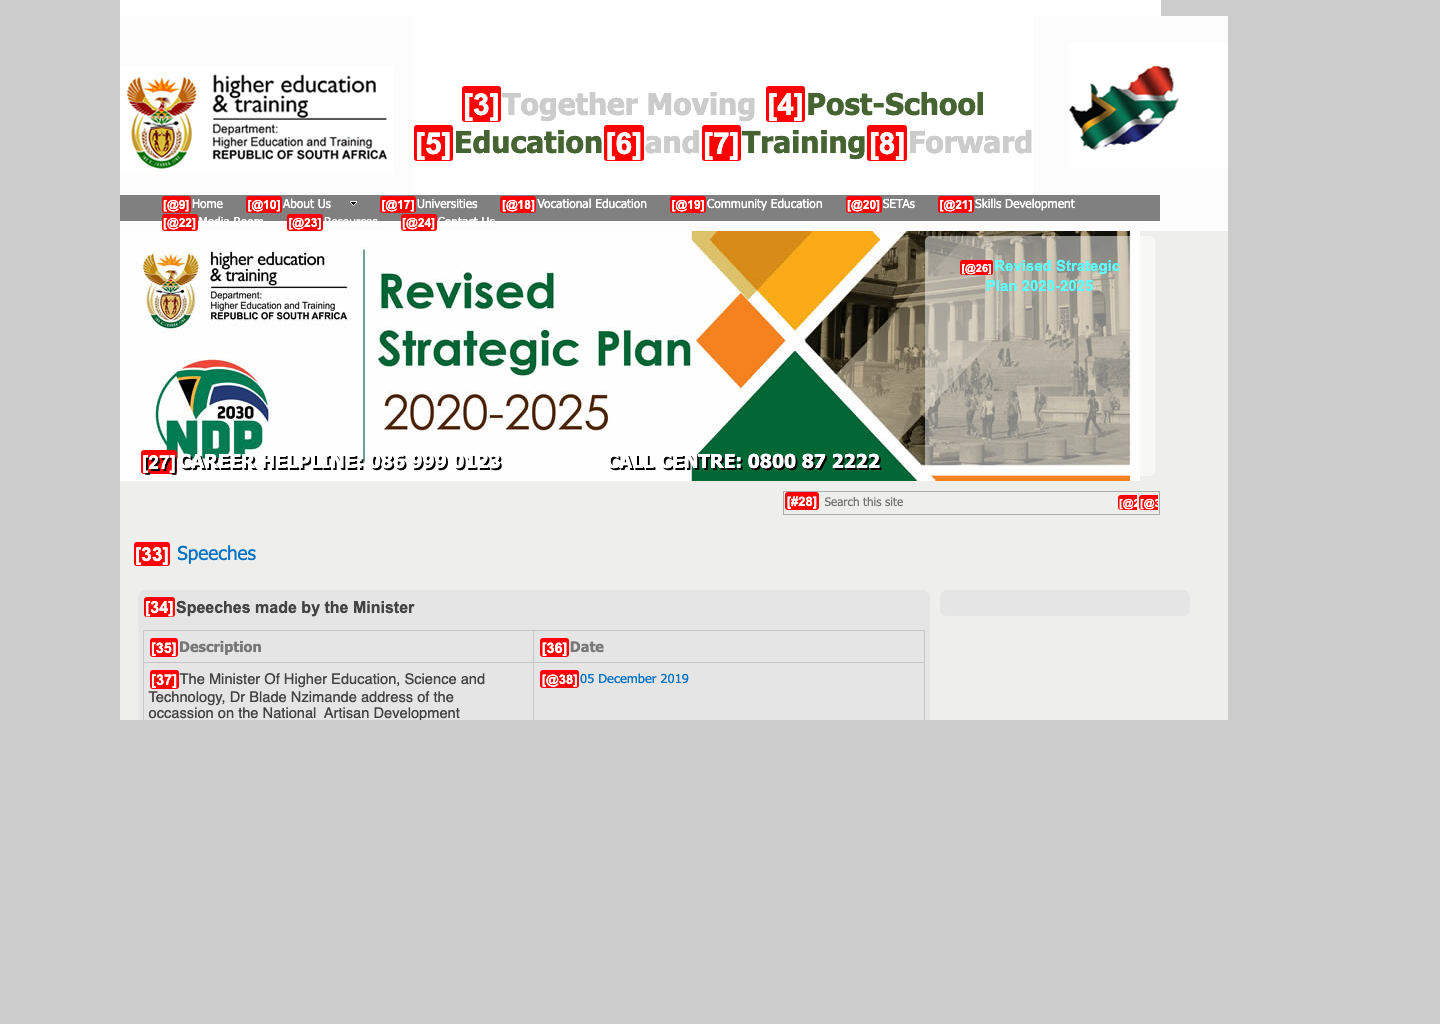 higher education
& training
Department:
Higher Education and Training
REPUBLIC OF SOUTH AFRICA
[3]Together Moving [4]Post-School
[5]Education[6]and[7]Training[8]Forward
[@9]Home [@10]About Us [@17]Universities [@18]Vocational Education [@19]Community Education [@20]SETAs [@21]Skills Development
[@22]Media Room [@23]Resources [@24]Contact Us
higher education
& training
Department:
Higher Education and Training
REPUBLIC OF SOUTH AFRICA
Revised
Strategic Plan
2020-2025
2030
NDP
[@26]Revised Strategic
Plan 2020-2025
[27]CAREER HELPLINE: 086 999 0123 CALL CENTRE: 0800 87 2222
[#28] Search this site
[33] Speeches
[34]Speeches made by the Minister
[35]Description [36]Date
[37]The Minister Of Higher Education, Science and
Technology, Dr Blade Nzimande address of the
occassion on the National Artisan Development
[@38]05 December 2019